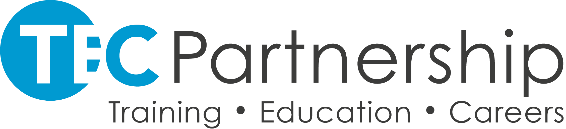 TEC Partnership
Training • Education • Careers